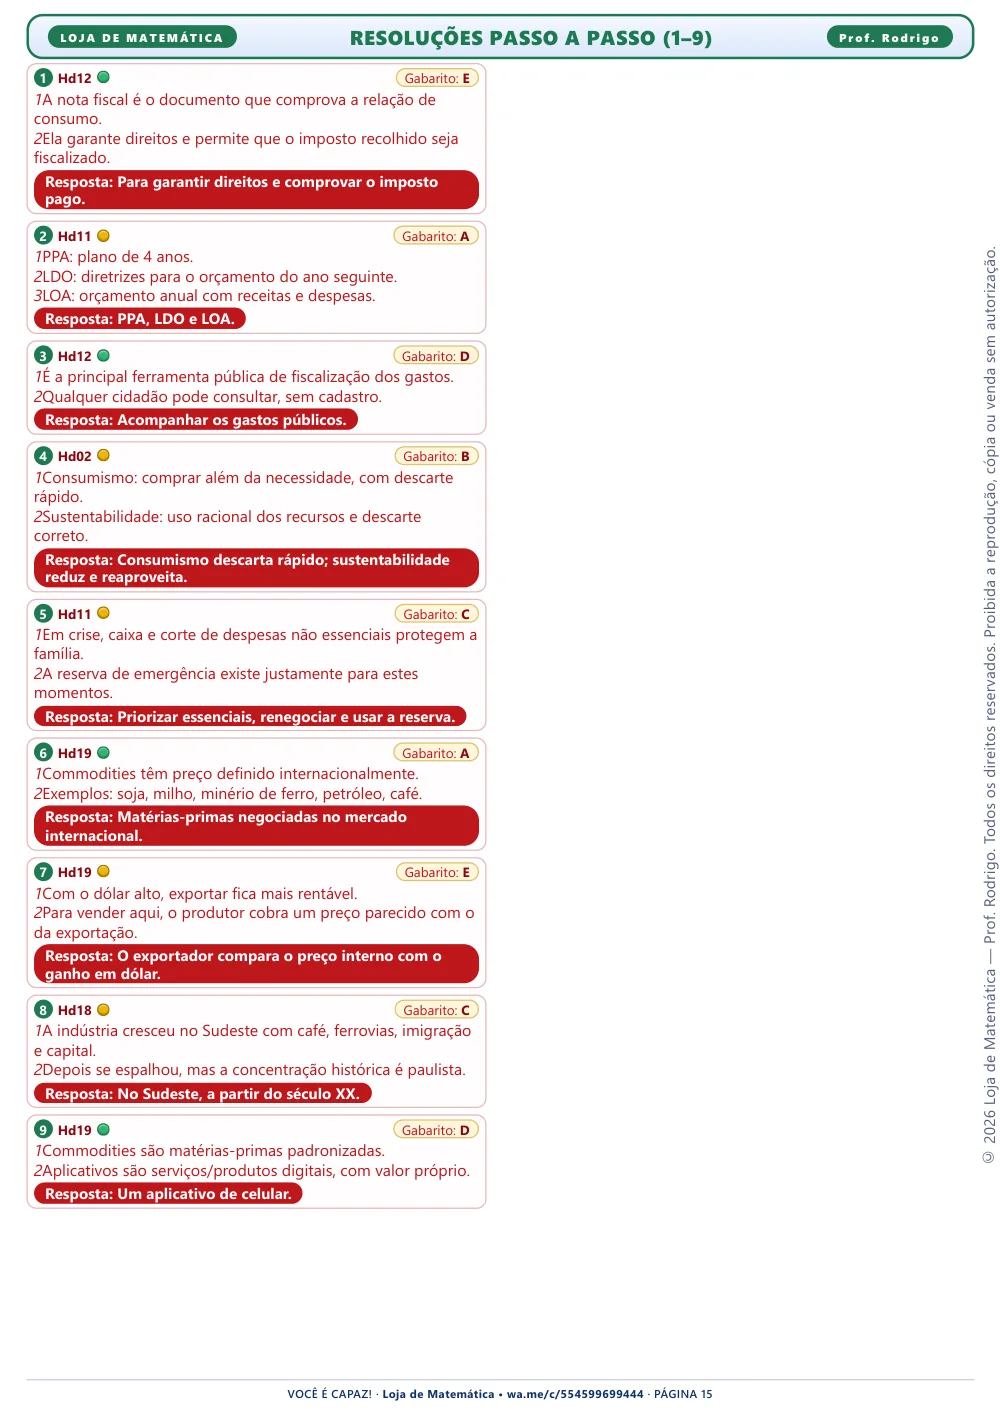 LOJA DE MATEMÁTICA
RESOLUÇÕES PASSO A PASSO (1–9)
Prof. Rodrigo
1 Hd12 Gabarito: E
1A nota fiscal é o documento que comprova a relação de
consumo.
2Ela garante direitos e permite que o imposto recolhido seja
fiscalizado.
Resposta: Para garantir direitos e comprovar o imposto
pago.
2 Hd11 Gabarito: A
1PPA: plano de 4 anos.
2LDO: diretrizes para o orçamento do ano seguinte.
3LOA: orçamento anual com receitas e despesas.
Resposta: PPA, LDO e LOA.
3 Hd12 Gabarito: D
1É a principal ferramenta pública de fiscalização dos gastos.
2Qualquer cidadão pode consultar, sem cadastro.
Resposta: Acompanhar os gastos públicos.
4 Hd02 Gabarito: B
1Consumismo: comprar além da necessidade, com descarte
rápido.
2Sustentabilidade: uso racional dos recursos e descarte
correto.
Resposta: Consumismo descarta rápido; sustentabilidade
reduz e reaproveita.
5 Hd11 Gabarito: C
1Em crise, caixa e corte de despesas não essenciais protegem a
família.
2A reserva de emergência existe justamente para estes
momentos.
Resposta: Priorizar essenciais, renegociar e usar a reserva.
6 Hd19 Gabarito: A
1Commodities têm preço definido internacionalmente.
2Exemplos: soja, milho, minério de ferro, petróleo, café.
Resposta: Matérias-primas negociadas no mercado
internacional.
7 Hd19 Gabarito: E
1Com o dólar alto, exportar fica mais rentável.
2Para vender aqui, o produtor cobra um preço parecido com o
da exportação.
Resposta: O exportador compara o preço interno com o
ganho em dólar.
8 Hd18 Gabarito: C
1A indústria cresceu no Sudeste com café, ferrovias, imigração
e capital.
2Depois se espalhou, mas a concentração histórica é paulista.
Resposta: No Sudeste, a partir do século XX.
9 Hd19 Gabarito: D
1Commodities são matérias-primas padronizadas.
2Aplicativos são serviços/produtos digitais, com valor próprio.
Resposta: Um aplicativo de celular.
© 2026 Loja de Matemática — Prof. Rodrigo. Todos os direitos reservados. Proibida a reprodução, cópia ou venda sem autorização.
VOCÊ É CAPAZ! · Loja de Matemática • wa.me/c/554599699444 · PÁGINA 15